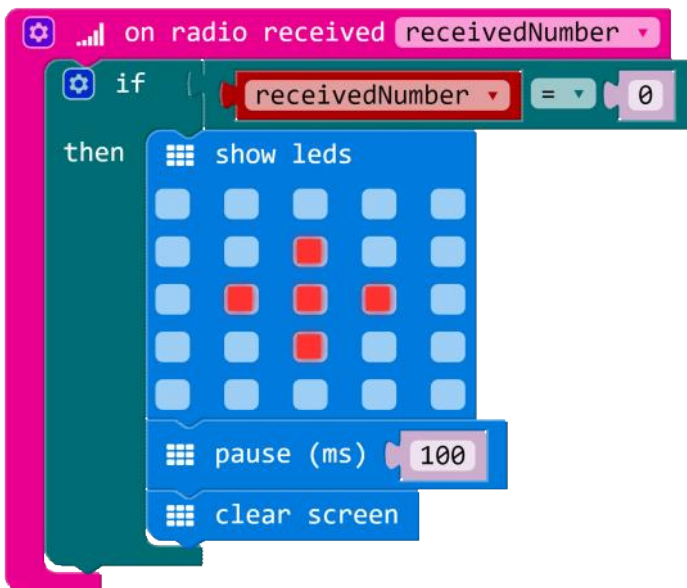 on radio received receivedNumber
if receivedNumber = 0
then show leds
pause (ms) 100
clear screen